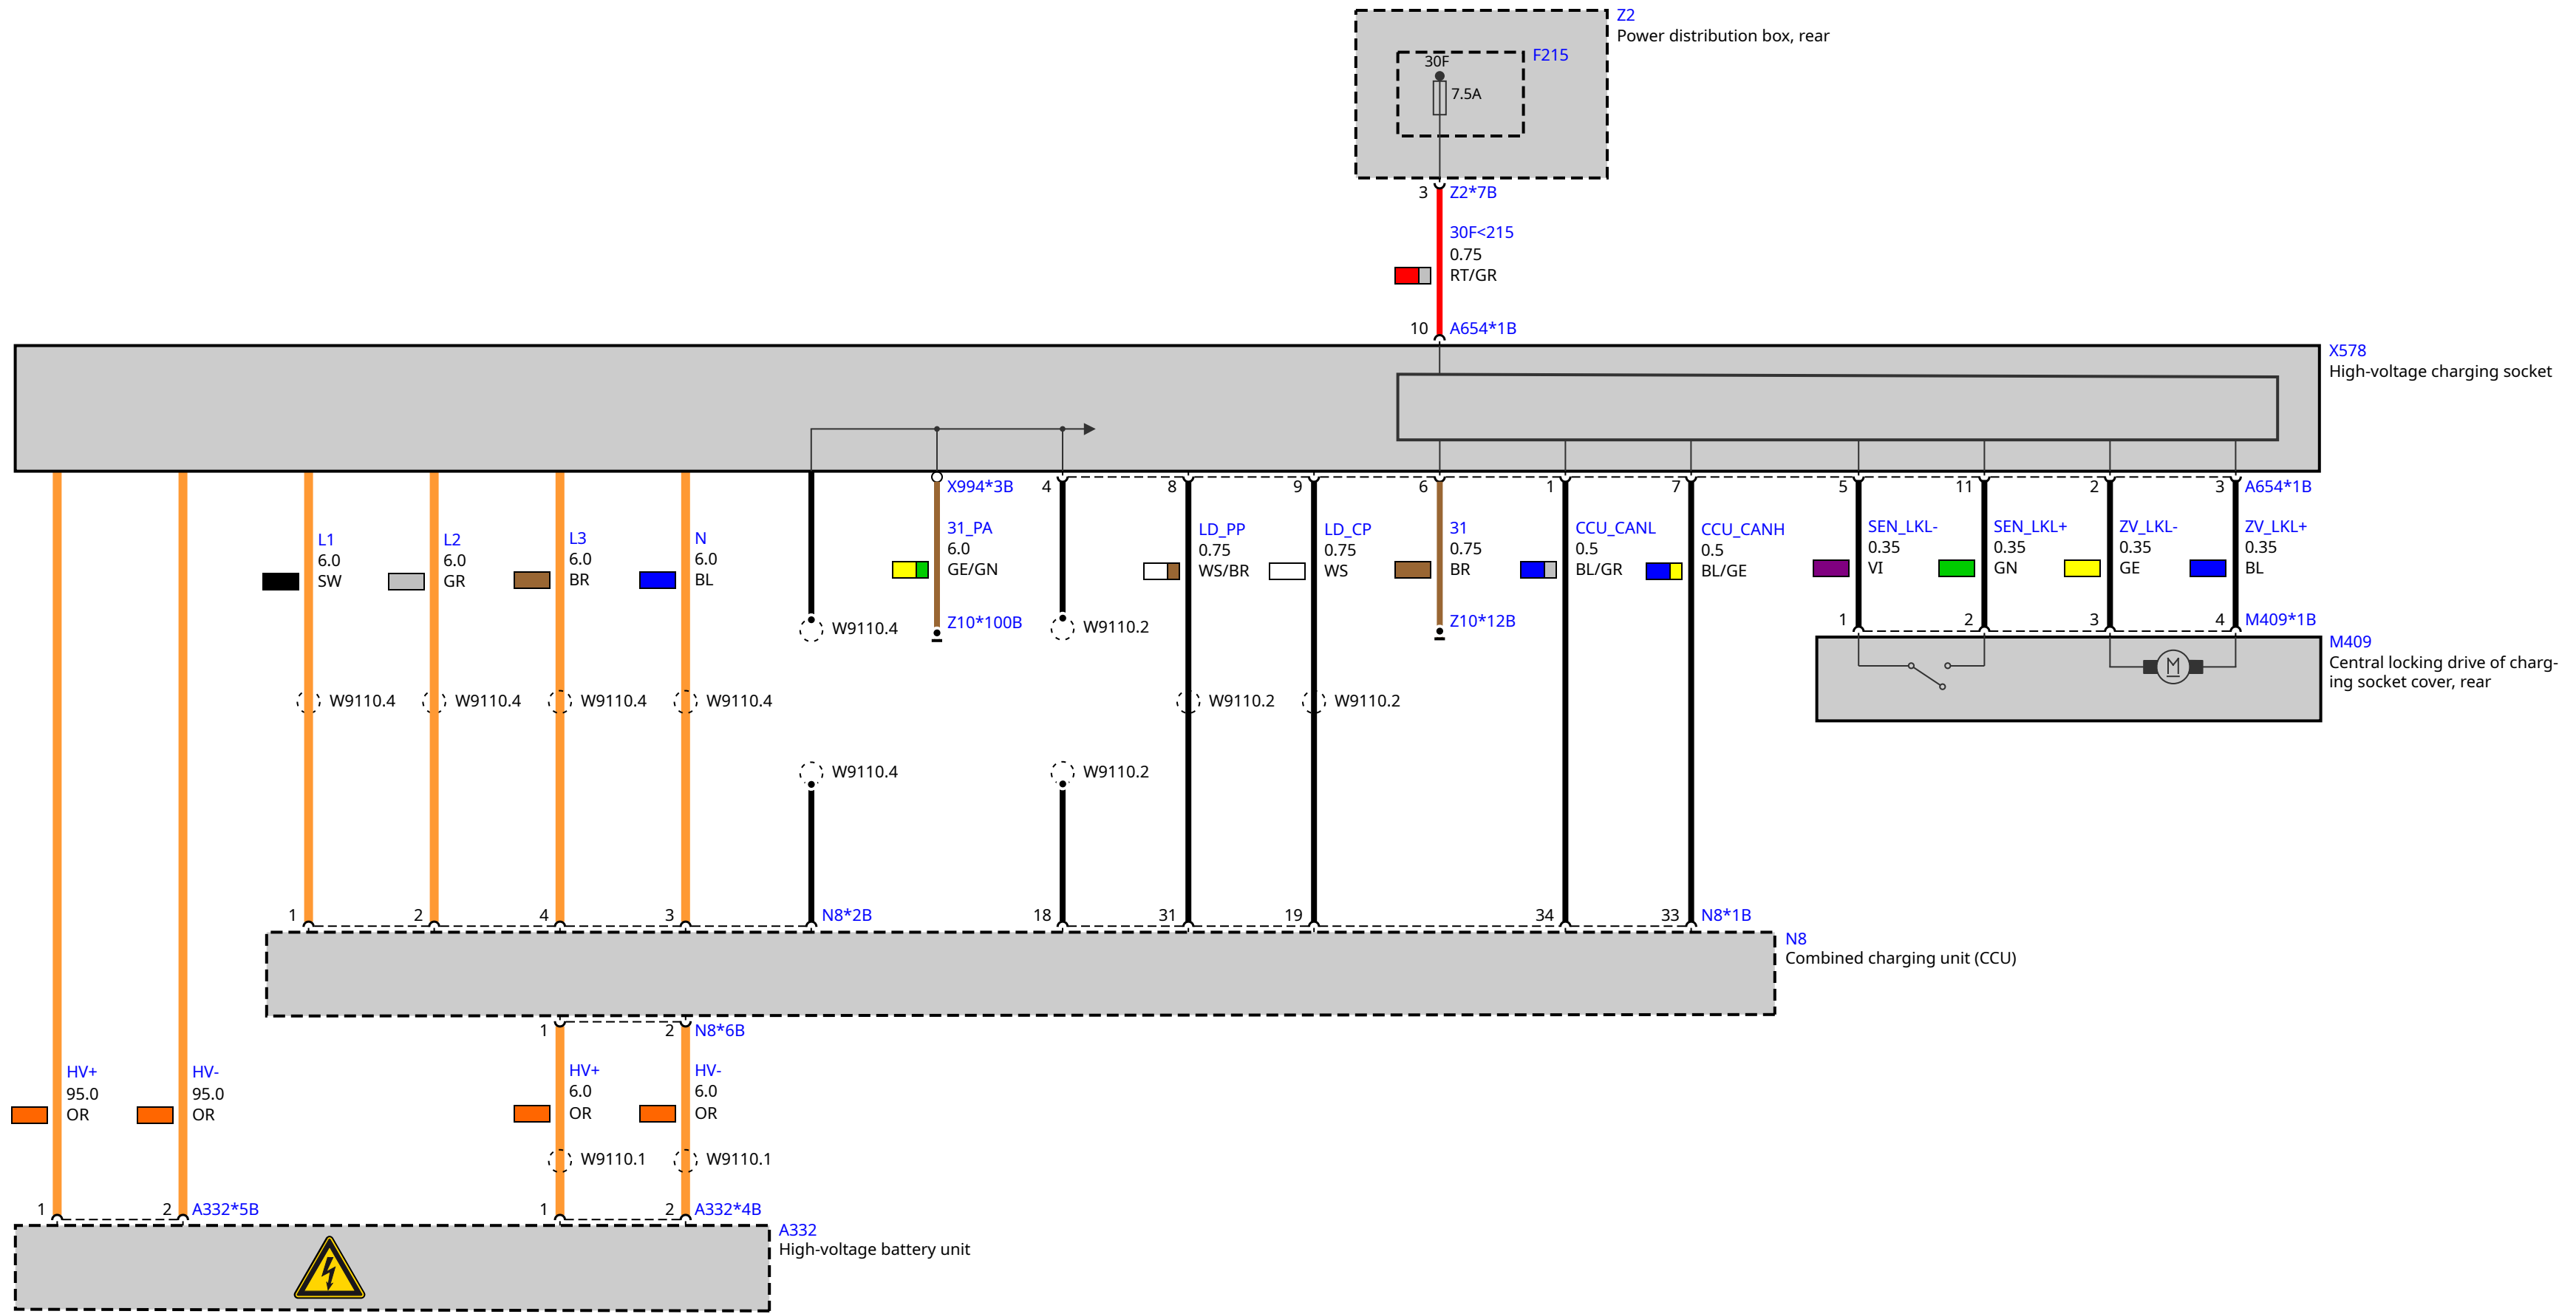 Z2
Power distribution box, rear
F215
30F
7.5A
3 Z2*7B
30F<215
0.75
RT/GR
10 A654*1B
X578
High-voltage charging socket
X994*3B 4 8 9 6 1 7 5 11 2 3 A654*1B
L1
6.0
SW
L2
6.0
GR
L3
6.0
BR
N
6.0
BL
31_PA
6.0
GE/GN
LD_PP
0.75
WS/BR
LD_CP
0.75
WS
31
0.75
BR
CCU_CANL
0.5
BL/GR
CCU_CANH
0.5
BL/GE
SEN_LKL-
0.35
VI
SEN_LKL+
0.35
GN
ZV_LKL-
0.35
GE
ZV_LKL+
0.35
BL
W9110.4 Z10*100B W9110.2 Z10*12B 1 2 3 4 M409*1B
M409
Central locking drive of charg-
ing socket cover, rear
M
W9110.4 W9110.4 W9110.4 W9110.4 W9110.2 W9110.2
W9110.4 W9110.2
1 2 4 3 N8*2B 18 31 19 34 33 N8*1B
N8
Combined charging unit (CCU)
1 2 N8*6B
HV+
95.0
OR
HV-
95.0
OR
HV+
6.0
OR
HV-
6.0
OR
W9110.1 W9110.1
1 2 A332*5B 1 2 A332*4B
A332
High-voltage battery unit